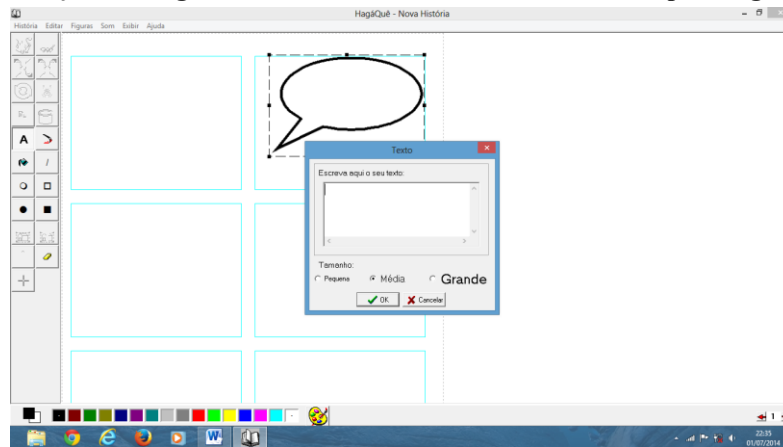 HagáQuê - Nova História
História Editar Figuras Som Exibir Ajuda
A
Texto
Escreva aqui o seu texto:
Tamanho:
Pequena Média Grande
OK Cancelar
1
W
22:35
01/07/2014